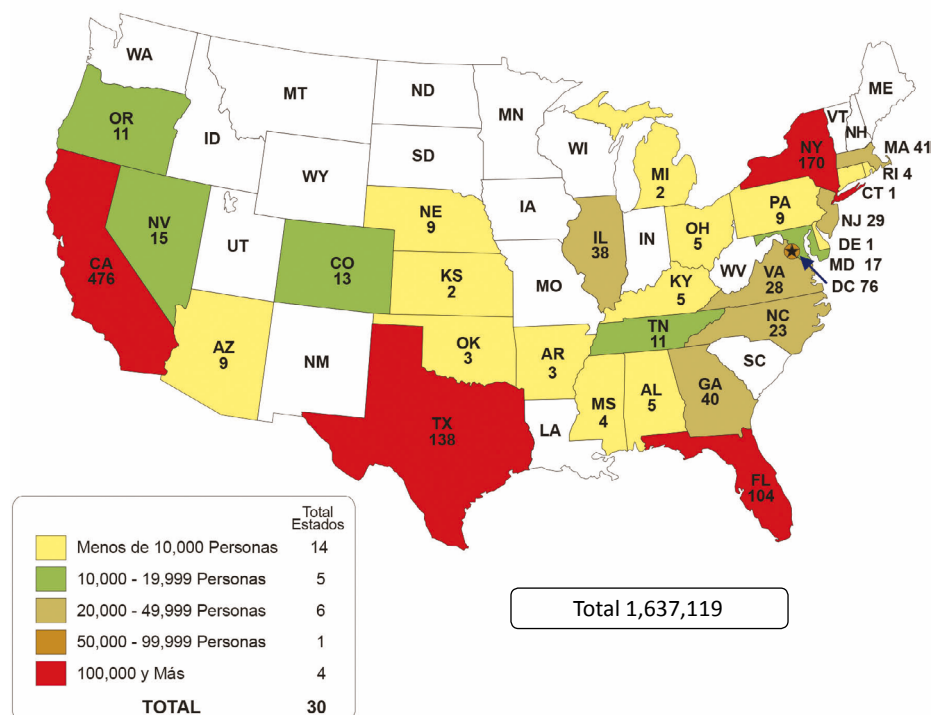 WA
MT
ND
MN
ME
VT
NH
OR
11
ID
SD
WI
MI
2
NY
170
MA 41
RI 4
CT 1
WY
IA
NE
9
PA
9
NJ 29
NV
15
UT
CO
13
IL
38
IN
OH
5
DE 1
MD 17
DC 76
CA
476
KS
2
MO
WV
VA
28
KY
5
NC
23
AZ
9
NM
OK
3
AR
3
TN
11
SC
MS
4
AL
5
GA
40
TX
138
LA
FL
104
Total
Estados
Menos de 10,000 Personas 14
10,000 - 19,999 Personas 5
20,000 - 49,999 Personas 6
50,000 - 99,999 Personas 1
100,000 y Más 4
TOTAL 30
Total 1,637,119